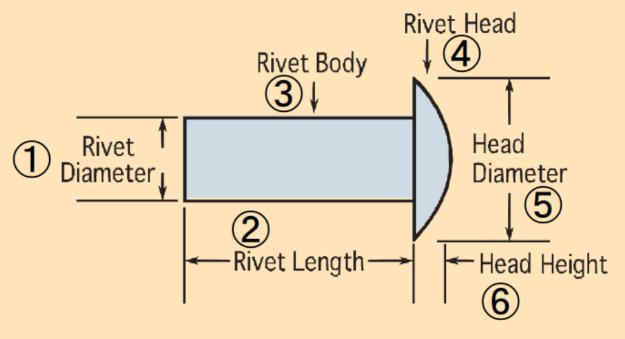 Rivet Head
④
Rivet Body
③
① Rivet
Diameter
Head
Diameter
⑤
②
Rivet Length
Head Height
⑥